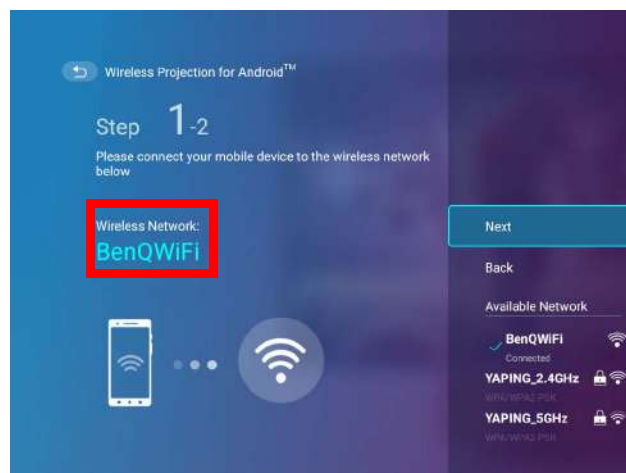 Wireless Projection for Android™
Step 1-2
Please connect your mobile device to the wireless network
below
Wireless Network:
BenQWiFi
Next
Back
Available Network
BenQWiFi
Connected
YAPING_2.4GHz
WPA/WPA2 PSK
YAPING_5GHz
WPA/WPA2 PSK